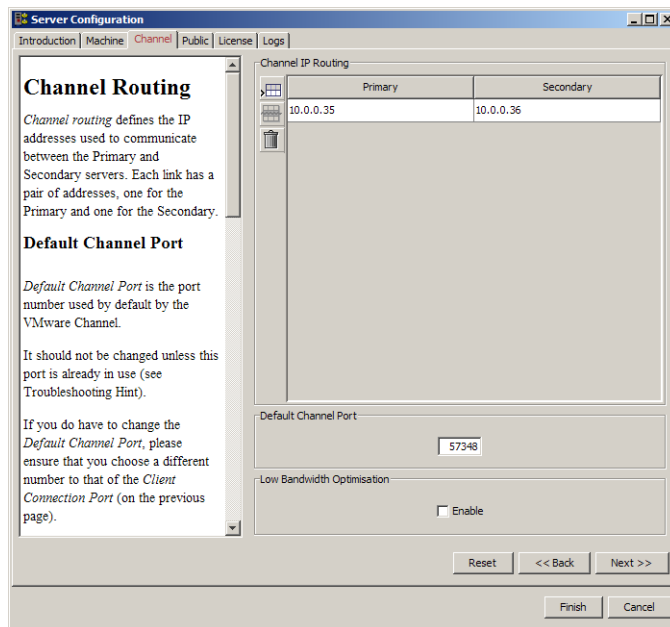 Server Configuration
Introduction Machine Channel Public License Logs
Channel Routing
Channel routing defines the IP
addresses used to communicate
between the Primary and
Secondary servers. Each link has a
pair of addresses, one for the
Primary and one for the Secondary.
Default Channel Port
Default Channel Port is the port
number used by default by the
VMware Channel.
It should not be changed unless this
port is already in use (see
Troubleshooting Hint).
If you do have to change the
Default Channel Port, please
ensure that you choose a different
number to that of the Client
Connection Port (on the previous
page).
Channel IP Routing
Primary Secondary
10.0.0.35 10.0.0.36
Default Channel Port
57348
Low Bandwidth Optimisation
Enable
Reset << Back Next >>
Finish Cancel